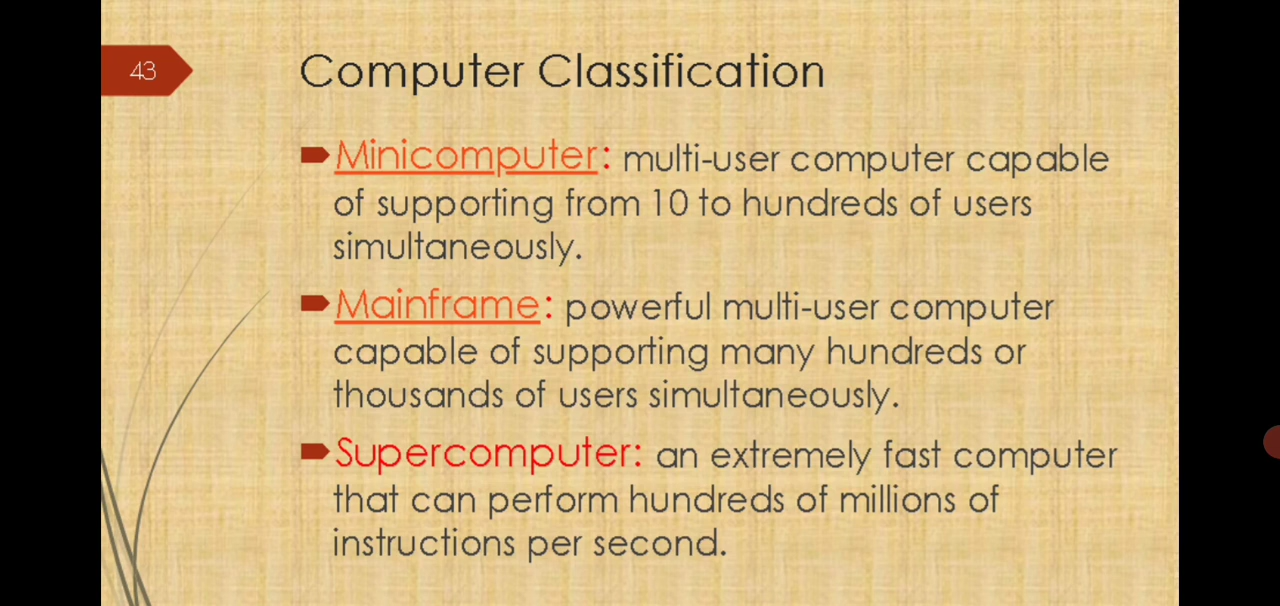 43
Computer Classification
Minicomputer: multi-user computer capable
of supporting from 10 to hundreds of users
simultaneously.
Mainframe: powerful multi-user computer
capable of supporting many hundreds or
thousands of users simultaneously.
Supercomputer: an extremely fast computer
that can perform hundreds of millions of
instructions per second.